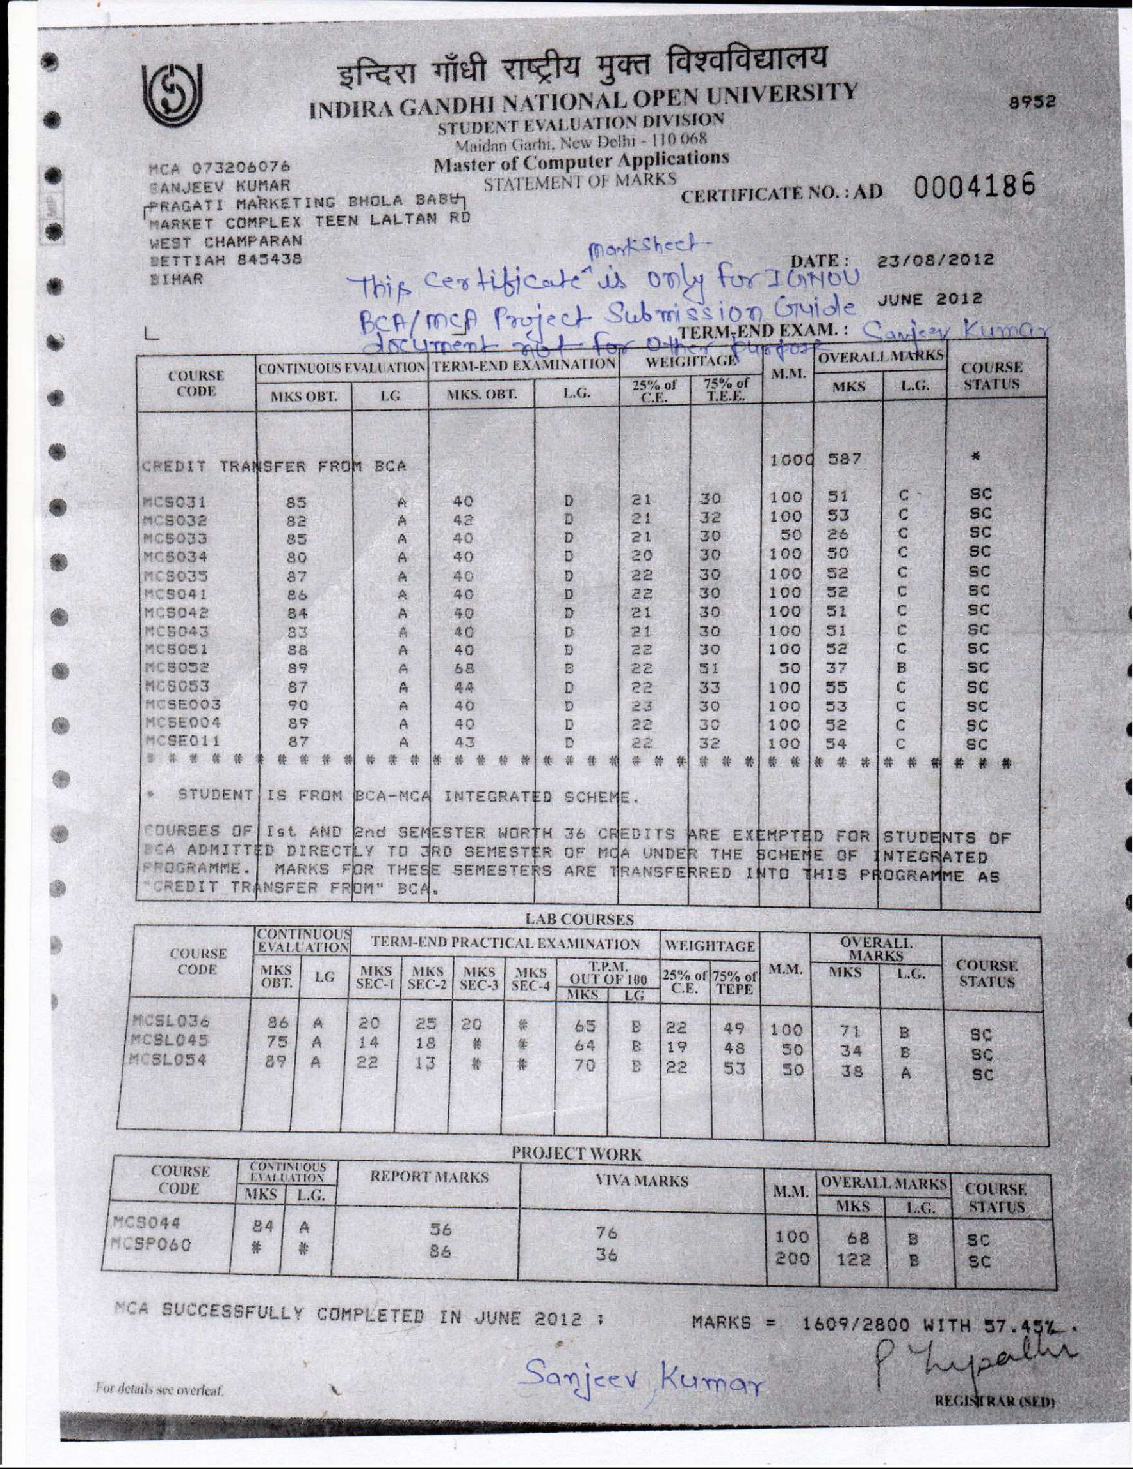 इन्दिरा गाँधी राष्ट्रीय मुक्त विश्वविद्यालय
INDIRA GANDHI NATIONAL OPEN UNIVERSITY
8952
STUDENT EVALUATION DIVISION
Maidan Garhi, New Delhi - 110 068
Master of Computer Applications
STATEMENT OF MARKS
CERTIFICATE NO. : AD 0004186
MCA 073206076
SANJEEV KUMAR
PRAGATI MARKETING BHOLA BABU
MARKET COMPLEX TEEN LALTAN RD
WEST CHAMPARAN
BETTIAH 845438
BIHAR
DATE : 23/08/2012
JUNE 2012
TERM-END EXAM. :
marksheet
This certificate is only for IGNOU
BCA/MCA Project Submission Guide
document not for other purpose
Sanjeev Kumar
COURSE CODE CONTINUOUS EVALUATION TERM-END EXAMINATION WEIGHTAGE M.M. OVERALL MARKS COURSE STATUS
MKS OBT. LG MKS. OBT. L.G. 25% of C.E. 75% of T.E.E. MKS L.G.
CREDIT TRANSFER FROM BCA 1000 587 *
MCS031 85 A 40 D 21 30 100 51 C SC
MCS032 82 A 42 D 21 32 100 53 C SC
MCS033 85 A 40 D 21 30 50 26 C SC
MCS034 80 A 40 D 20 30 100 50 C SC
MCS035 87 A 40 D 22 30 100 52 C SC
MCS041 86 A 40 D 22 30 100 52 C SC
MCS042 84 A 40 D 21 30 100 51 C SC
MCS043 83 A 40 D 21 30 100 51 C SC
MCS051 88 A 40 D 22 30 100 52 C SC
MCS052 89 A 68 B 22 51 50 37 B SC
MCS053 87 A 44 D 22 33 100 55 C SC
MCSE003 90 A 40 D 23 30 100 53 C SC
MCSE004 89 A 40 D 22 30 100 52 C SC
MCSE011 87 A 43 D 22 32 100 54 C SC
# # # # # # # # # # # # # # # # # # # # # # # # # # # # # # # # # # # # # # # # # # # # # # # #
* STUDENT IS FROM BCA-MCA INTEGRATED SCHEME.
COURSES OF 1st AND 2nd SEMESTER WORTH 36 CREDITS ARE EXEMPTED FOR STUDENTS OF
BCA ADMITTED DIRECTLY TO 3RD SEMESTER OF MCA UNDER THE SCHEME OF INTEGRATED
PROGRAMME. MARKS FOR THESE SEMESTERS ARE TRANSFERRED INTO THIS PROGRAMME AS
"CREDIT TRANSFER FROM" BCA.
LAB COURSES
COURSE CODE CONTINUOUS EVALUATION TERM-END PRACTICAL EXAMINATION WEIGHTAGE M.M. OVERALL MARKS COURSE STATUS
MKS OBT. LG MKS SEC-1 MKS SEC-2 MKS SEC-3 MKS SEC-4 T.P.M. OUT OF 100 25% of C.E. 75% of TEPE MKS L.G.
MKS LG
MCSL036 86 A 20 25 20 # 65 B 22 49 100 71 B SC
MCSL045 75 A 14 18 # # 64 B 19 48 50 34 B SC
MCSL054 89 A 22 13 # # 70 B 22 53 50 38 A SC
PROJECT WORK
COURSE CODE CONTINUOUS EVALUATION REPORT MARKS VIVA MARKS M.M. OVERALL MARKS COURSE STATUS
MKS L.G. MKS L.G.
MCS044 84 A 56 76 100 68 B SC
MCSP060 # # 86 36 200 122 B SC
MCA SUCCESSFULLY COMPLETED IN JUNE 2012 ; MARKS = 1609/2800 WITH 57.45%.
Sanjeev Kumar
For details see overleaf.
REGISTRAR (SED)